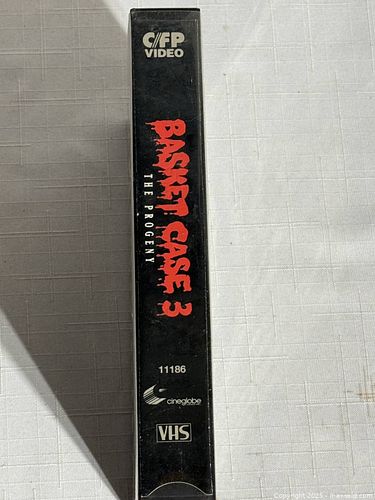 C/FP
VIDEO
BASKET CASE 3
THE PROGENY
11186
cineglobe
VHS